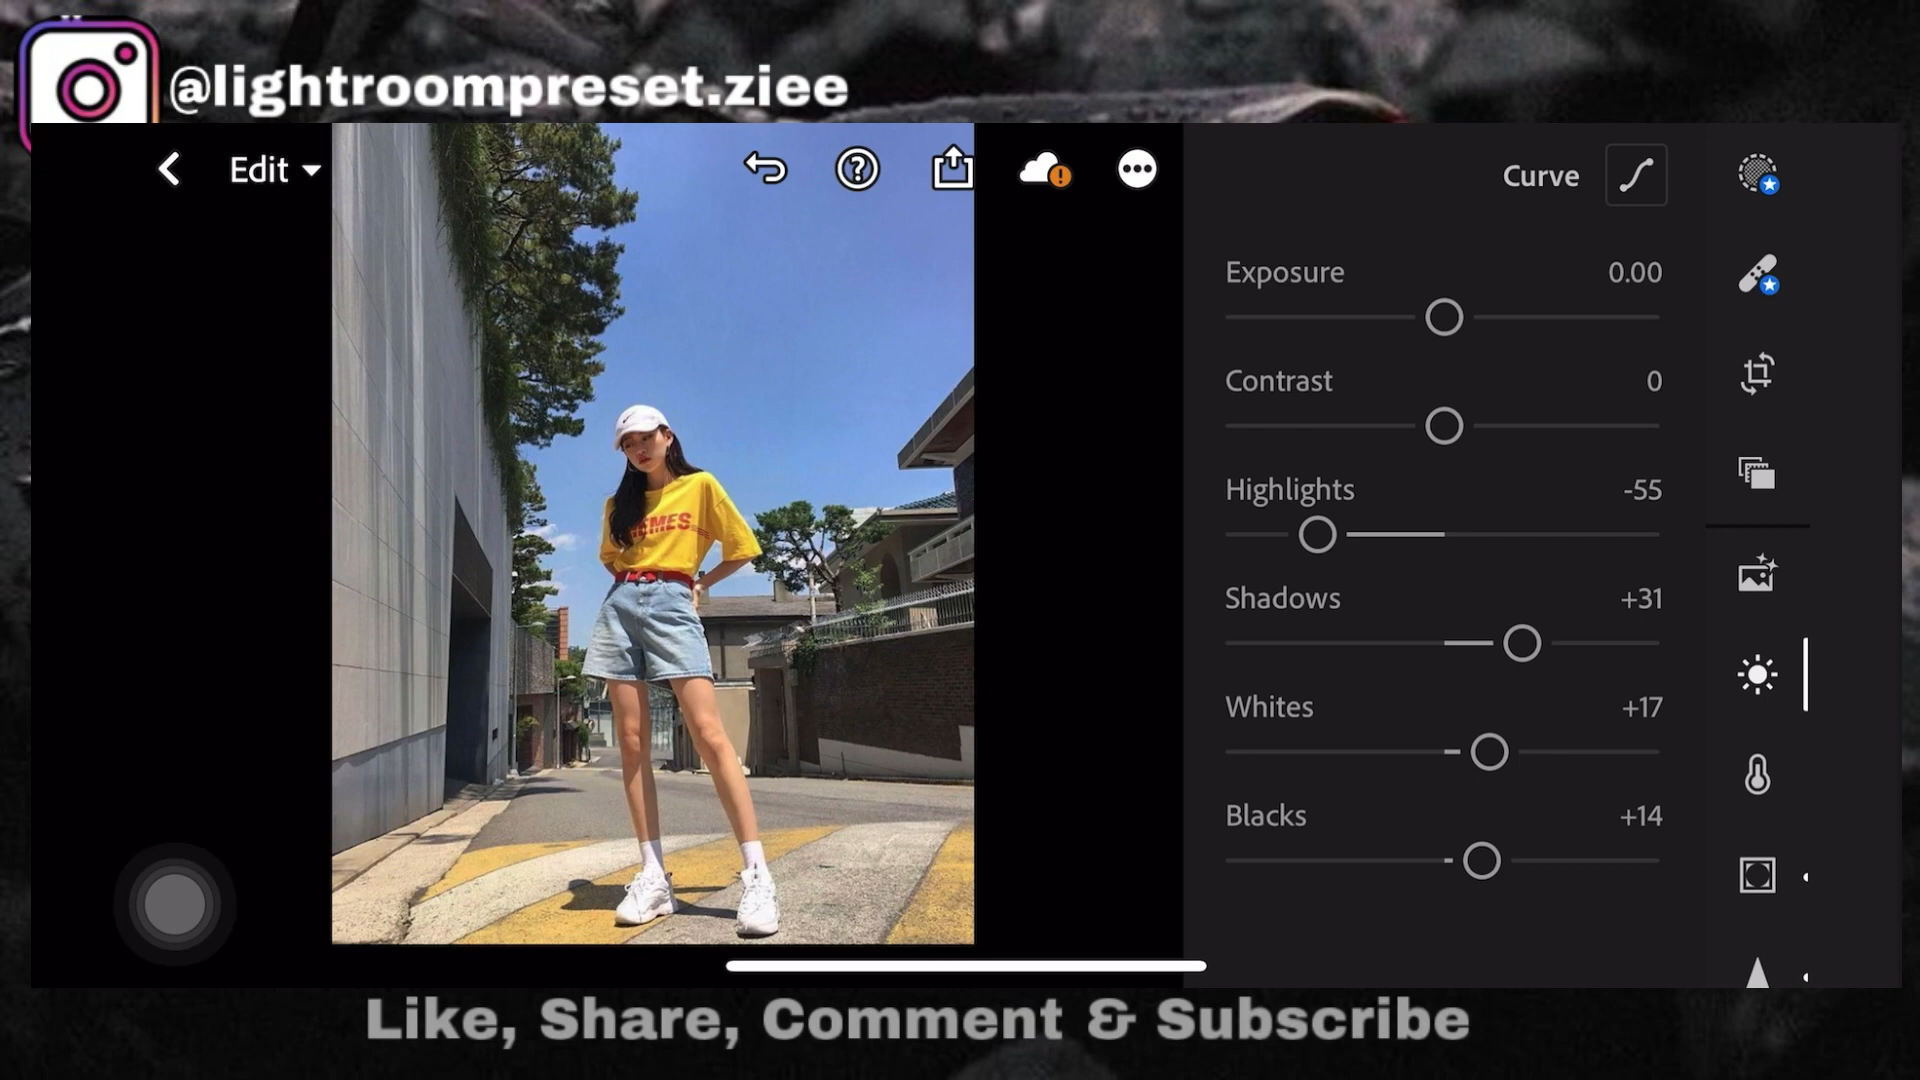 @lightroompreset.ziee
Edit
Curve
Exposure 0.00
Contrast 0
Highlights -55
Shadows +31
Whites +17
Blacks +14
Like, Share, Comment & Subscribe